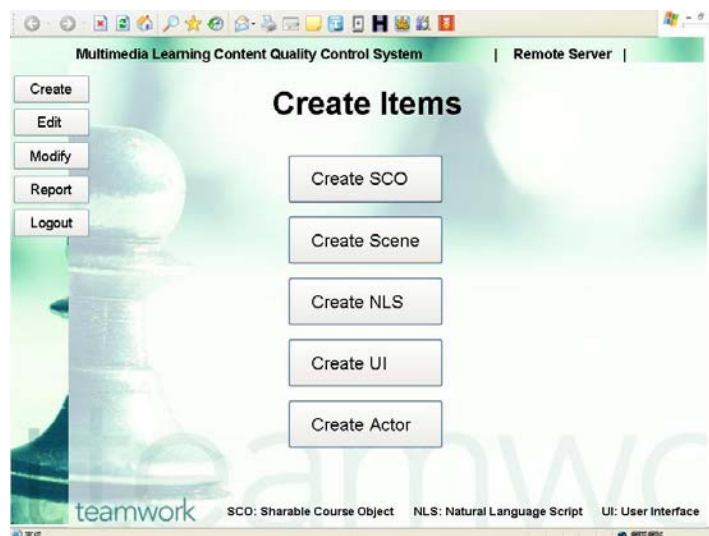 Multimedia Learning Content Quality Control System | Remote Server |
Create
Edit
Modify
Report
Logout
Create Items
Create SCO
Create Scene
Create NLS
Create UI
Create Actor
teamwo
teamwork
SCO: Sharable Course Object NLS: Natural Language Script UI: User Interface